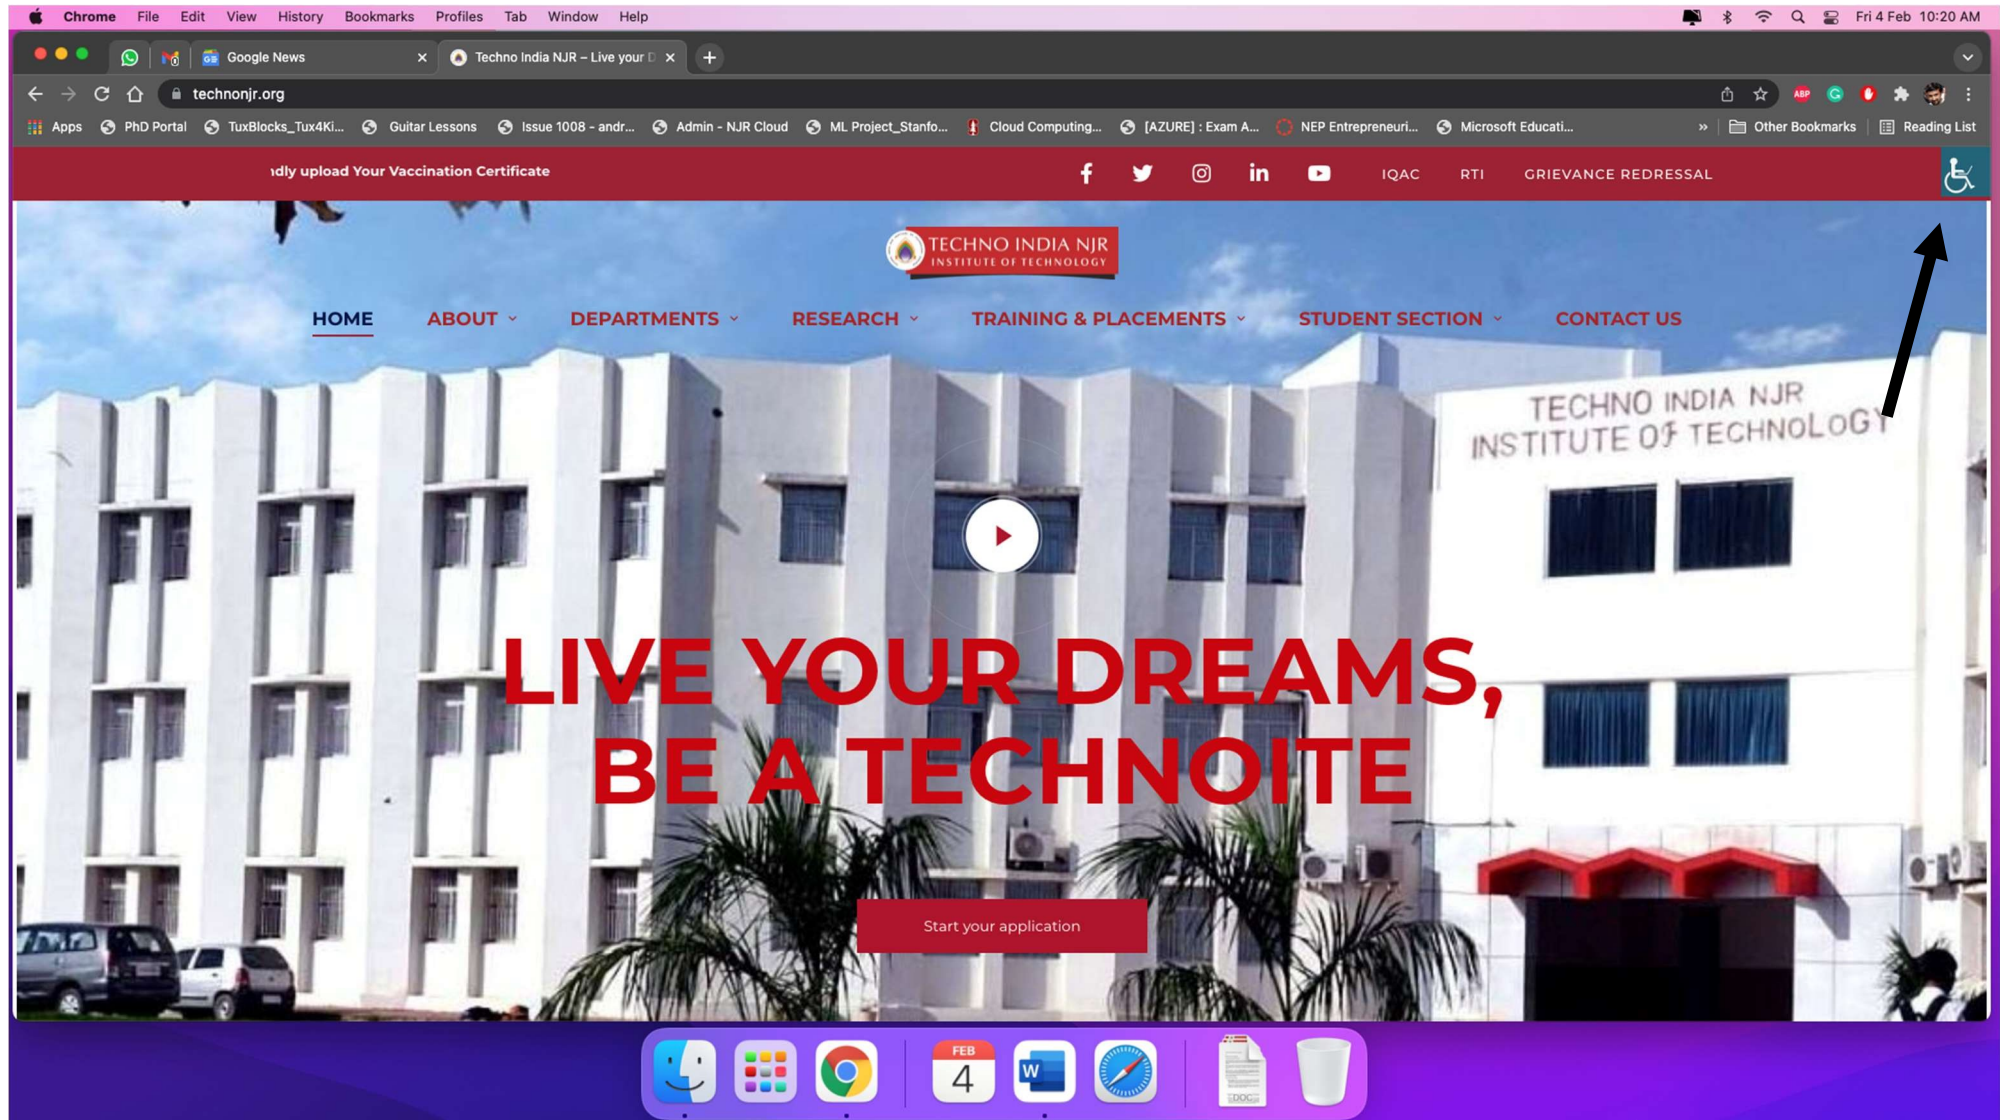 Chrome File Edit View History Bookmarks Profiles Tab Window Help Fri 4 Feb 10:20 AM
Google News Techno India NJR – Live your D
technonjr.org ABP
Apps PhD Portal TuxBlocks_Tux4Ki... Guitar Lessons Issue 1008 - andr... Admin - NJR Cloud ML Project_Stanfo... Cloud Computing... [AZURE] : Exam A... NEP Entrepreneuri... Microsoft Educati... » Other Bookmarks Reading List
ndly upload Your Vaccination Certificate IQAC RTI GRIEVANCE REDRESSAL
TECHNO INDIA NJR
INSTITUTE OF TECHNOLOGY
HOME ABOUT DEPARTMENTS RESEARCH TRAINING & PLACEMENTS STUDENT SECTION CONTACT US
TECHNO INDIA NJR
INSTITUTE OF TECHNOLOGY
LIVE YOUR DREAMS,
BE A TECHNOITE
Start your application
FEB
4
W
DOC